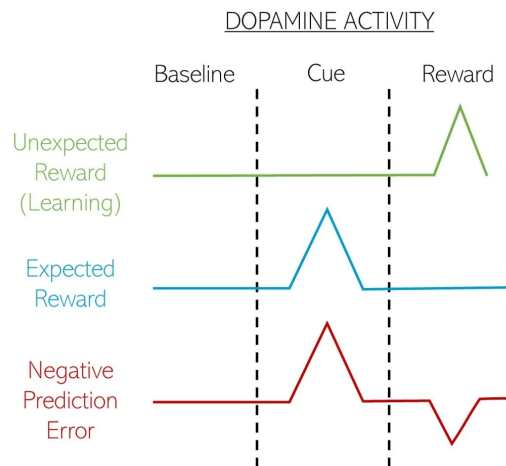 DOPAMINE ACTIVITY
Baseline Cue Reward
Unexpected
Reward
(Learning)
Expected
Reward
Negative
Prediction
Error